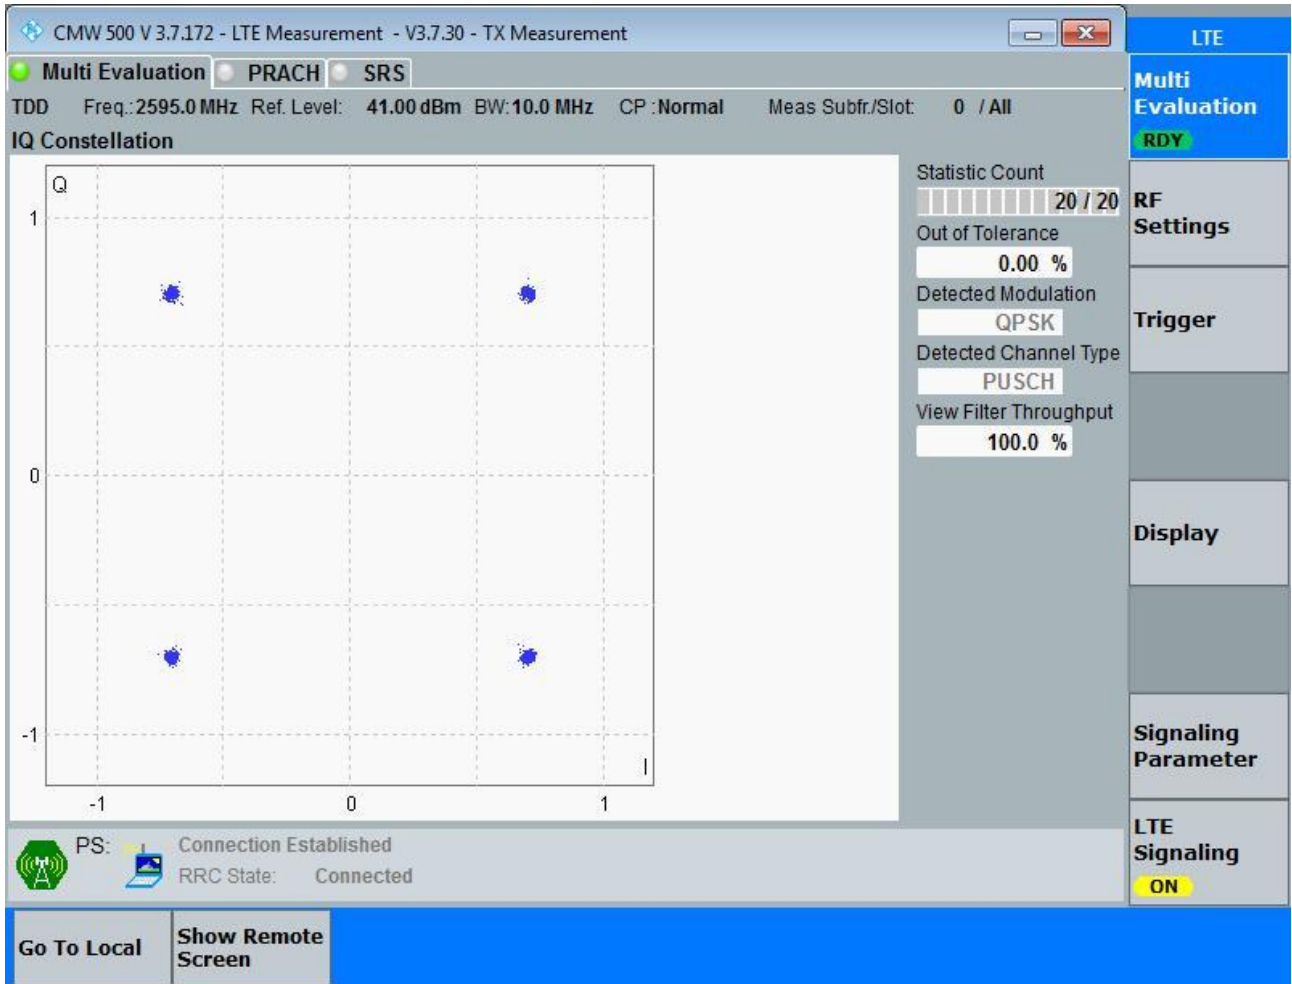 CMW 500 V 3.7.172 - LTE Measurement - V3.7.30 - TX Measurement
Multi Evaluation PRACH SRS
TDD Freq.: 2595.0 MHz Ref. Level: 41.00 dBm BW: 10.0 MHz CP : Normal Meas Subfr./Slot: 0 / All
IQ Constellation
Q
1
0
-1
I
-1 0 1
Statistic Count
20 / 20
Out of Tolerance
0.00 %
Detected Modulation
QPSK
Detected Channel Type
PUSCH
View Filter Throughput
100.0 %
PS: Connection Established
RRC State: Connected
LTE
Multi
Evaluation
RDY
RF
Settings
Trigger
Display
Signaling
Parameter
LTE
Signaling
ON
Go To Local
Show Remote
Screen